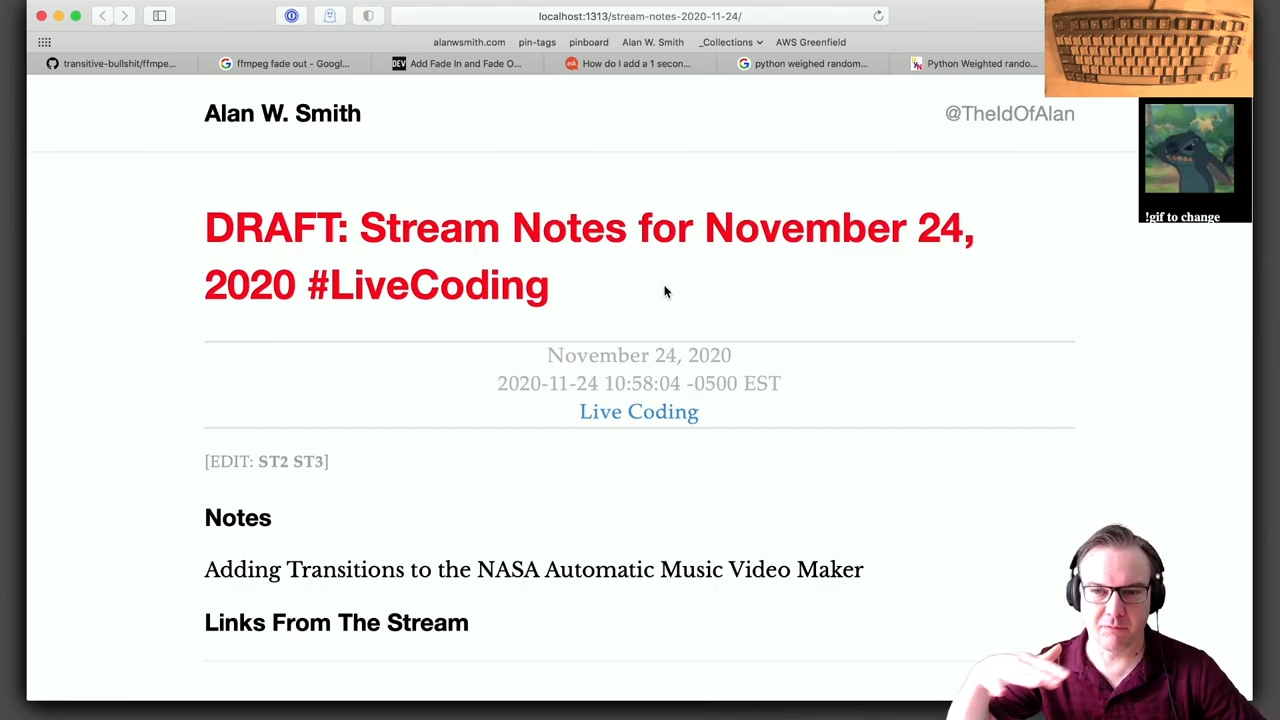 localhost:1313/stream-notes-2020-11-24/
alanwsmith.com pin-tags pinboard Alan W. Smith _Collections AWS Greenfield
transitive-bullshit/ffmpe... ffmpeg fade out - Googl... DEV Add Fade In and Fade O... ask How do I add a 1 secon... python weighed random... Python Weighted rando...
Alan W. Smith @TheIdOfAlan
!gif to change
DRAFT: Stream Notes for November 24,
2020 #LiveCoding
November 24, 2020
2020-11-24 10:58:04 -0500 EST
Live Coding
[EDIT: ST2 ST3]
Notes
Adding Transitions to the NASA Automatic Music Video Maker
Links From The Stream